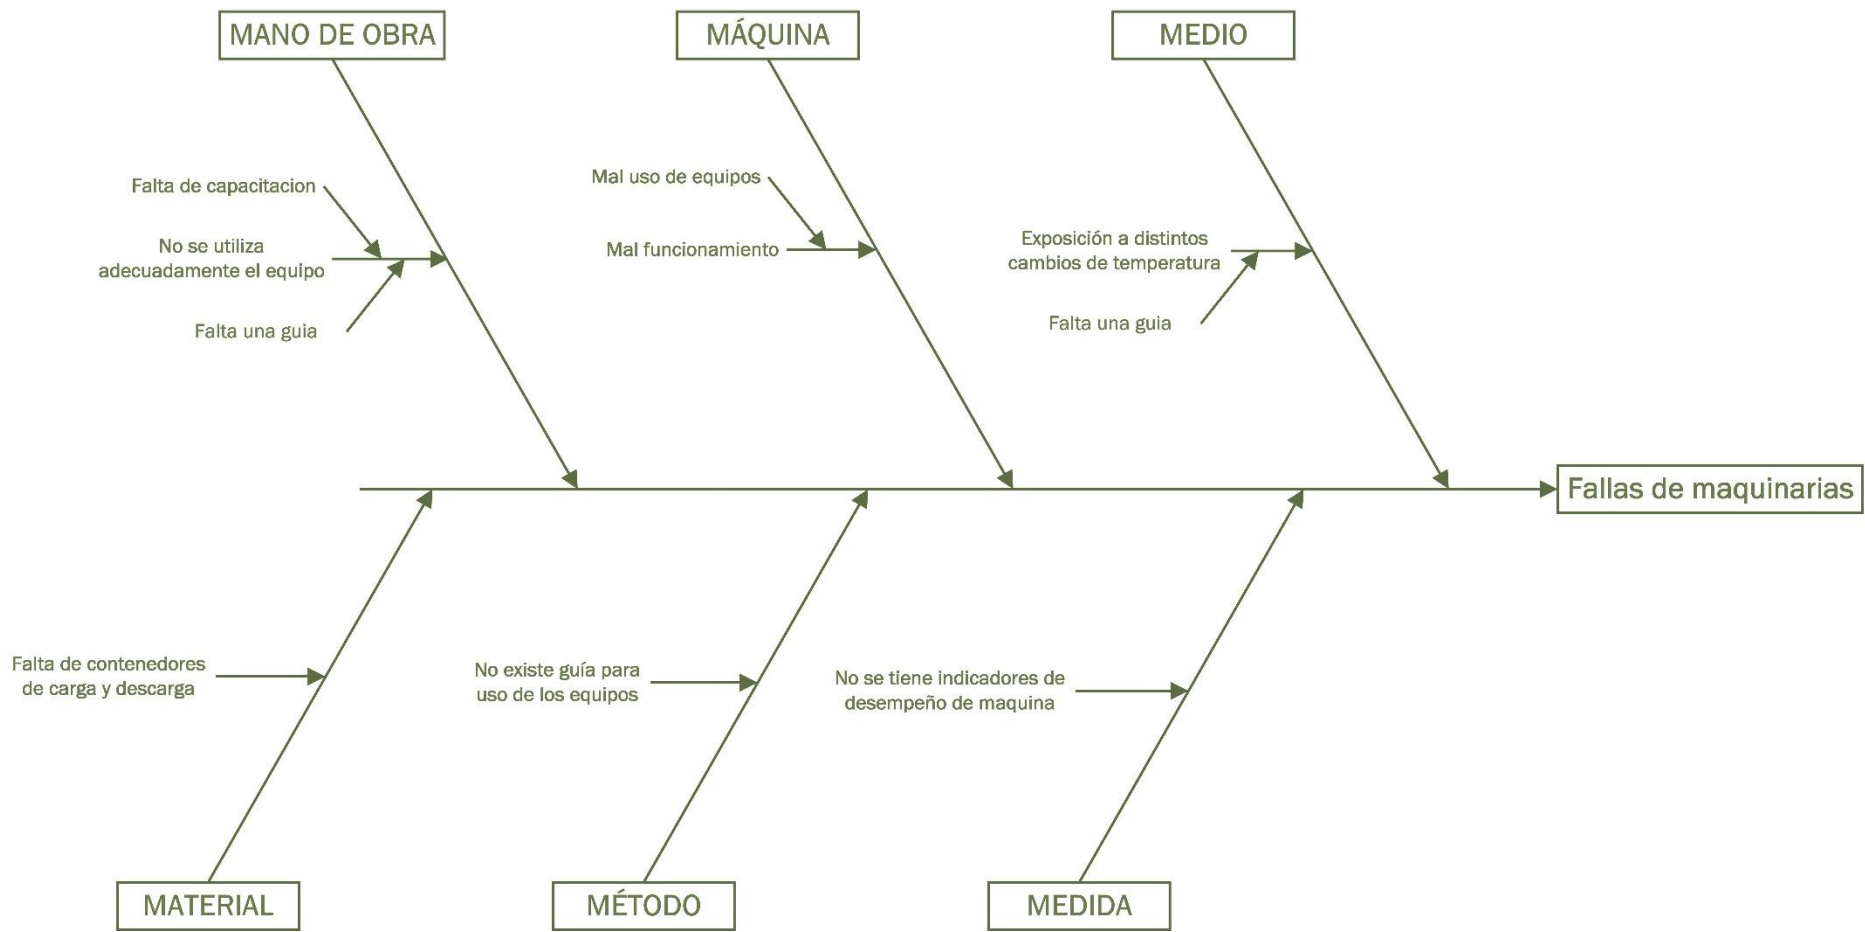 MANO DE OBRA
MÁQUINA
MEDIO
Falta de capacitacion
No se utiliza
adecuadamente el equipo
Falta una guia
Mal uso de equipos
Mal funcionamiento
Exposición a distintos
cambios de temperatura
Falta una guia
Fallas de maquinarias
Falta de contenedores
de carga y descarga
No existe guía para
uso de los equipos
No se tiene indicadores de
desempeño de maquina
MATERIAL
MÉTODO
MEDIDA